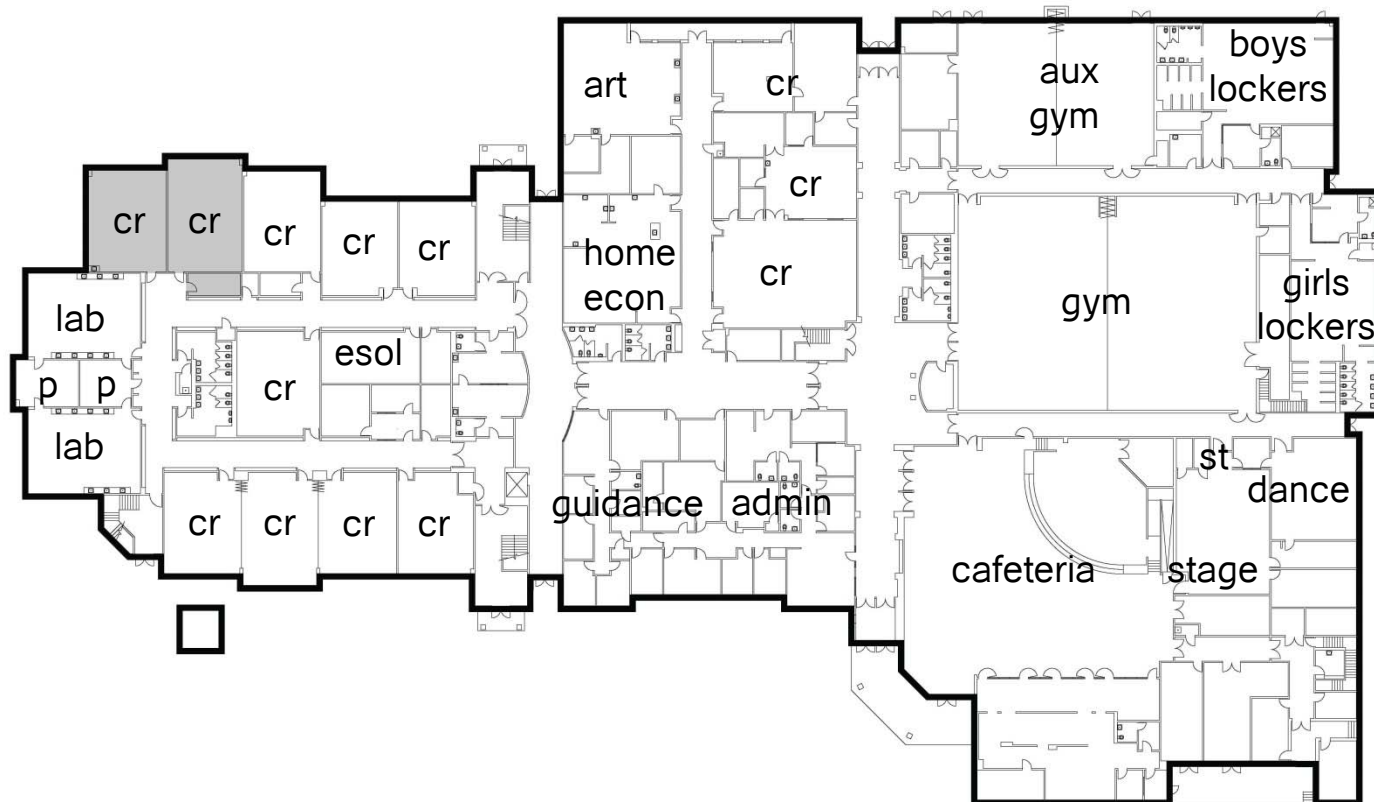 boys
lockers
aux
gym
art
cr
cr
cr
cr
cr
cr
cr
cr
home
econ
cr
gym
girls
lockers
lab
esol
cr
p
p
lab
st
dance
guidance
admin
cr
cr
cr
cr
cafeteria
stage